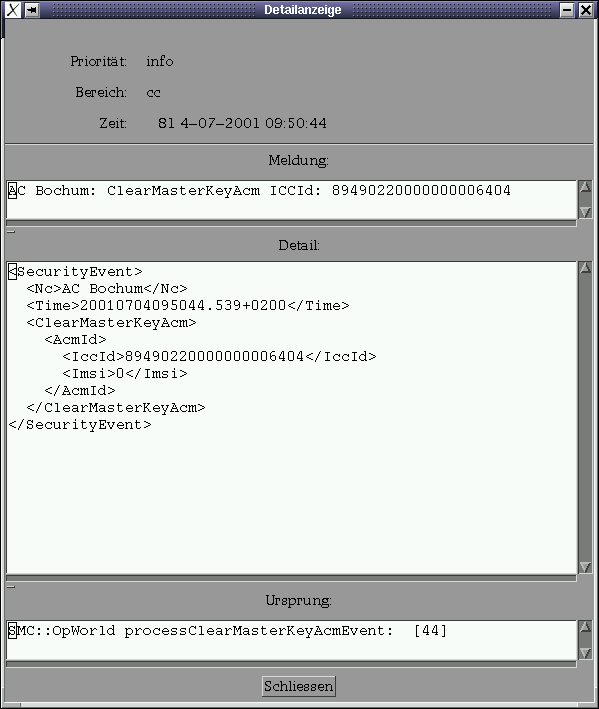 Detailanzeige
Priorität: info
Bereich: cc
Zeit: 81 4-07-2001 09:50:44
Meldung:
AC Bochum: ClearMasterKeyAcm ICCId: 89490220000000006404
Detail:
<SecurityEvent>
  <Nc>AC Bochum</Nc>
  <Time>20010704095044.539+0200</Time>
  <ClearMasterKeyAcm>
    <AcmId>
      <IccId>89490220000000006404</IccId>
      <Imsi>0</Imsi>
    </AcmId>
  </ClearMasterKeyAcm>
</SecurityEvent>
Ursprung:
SMC::OpWorld processClearMasterKeyAcmEvent:  [44]
Schliessen